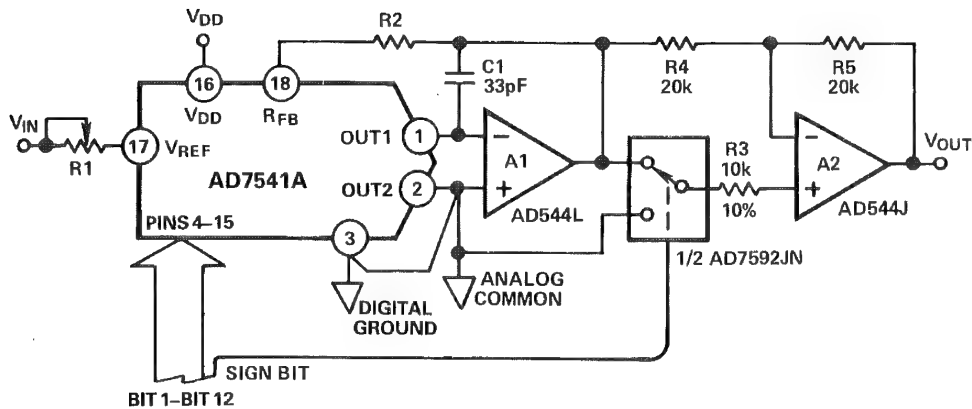 VDD
R2
C1
33pF
R4
20k
R5
20k
16
18
VDD
RFB
VIN
R1
17
VREF
AD7541A
OUT1
1
OUT2
2
−
+
A1
AD544L
R3
10k
10%
−
+
A2
AD544J
VOUT
PINS 4–15
3
1/2 AD7592JN
DIGITAL
GROUND
ANALOG
COMMON
SIGN BIT
BIT 1–BIT 12